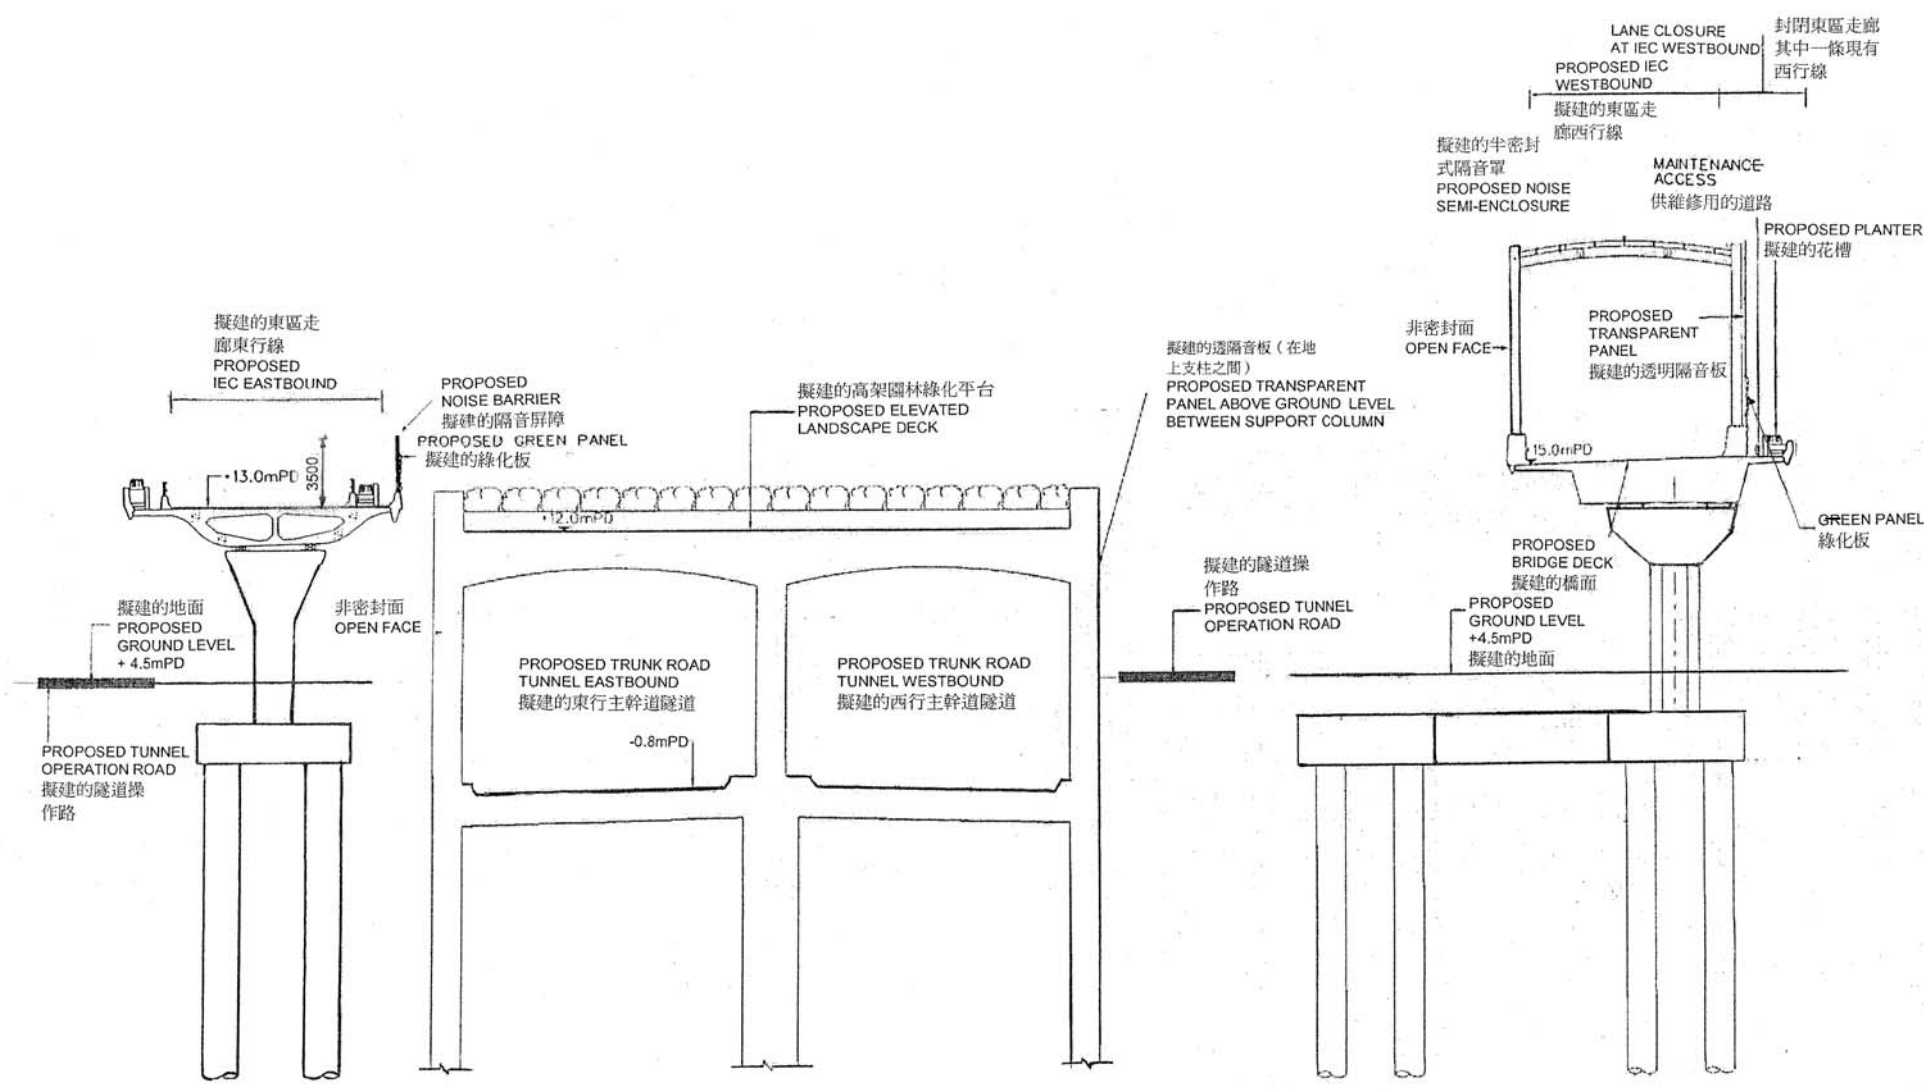 LANE CLOSURE
AT IEC WESTBOUND
封閉東區走廊
其中一條現有
西行線
PROPOSED IEC
WESTBOUND
擬建的東區走
廊西行線
擬建的半密封
式隔音罩
PROPOSED NOISE
SEMI-ENCLOSURE
MAINTENANCE
ACCESS
供維修用的道路
PROPOSED PLANTER
擬建的花槽
非密封面
OPEN FACE
PROPOSED
TRANSPARENT
PANEL
擬建的透明隔音板
15.0mPD
GREEN PANEL
綠化板
PROPOSED
BRIDGE DECK
擬建的橋面
PROPOSED
GROUND LEVEL
+4.5mPD
擬建的地面
擬建的東區走
廊東行線
PROPOSED
IEC EASTBOUND
PROPOSED
NOISE BARRIER
擬建的隔音屏障
PROPOSED GREEN PANEL
擬建的綠化板
3500
+13.0mPD
擬建的地面
PROPOSED
GROUND LEVEL
+ 4.5mPD
非密封面
OPEN FACE
PROPOSED TUNNEL
OPERATION ROAD
擬建的隧道操
作路
擬建的高架園林綠化平台
PROPOSED ELEVATED
LANDSCAPE DECK
+12.0mPD
擬建的透隔音板（在地
上支柱之間）
PROPOSED TRANSPARENT
PANEL ABOVE GROUND LEVEL
BETWEEN SUPPORT COLUMN
PROPOSED TRUNK ROAD
TUNNEL EASTBOUND
擬建的東行主幹道隧道
-0.8mPD
PROPOSED TRUNK ROAD
TUNNEL WESTBOUND
擬建的西行主幹道隧道
擬建的隧道操
作路
PROPOSED TUNNEL
OPERATION ROAD